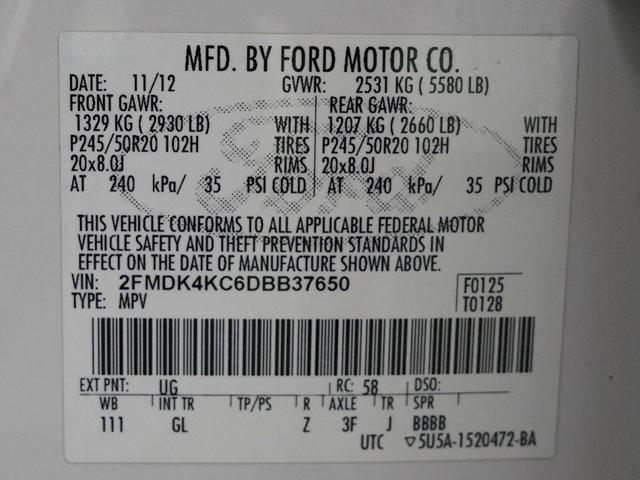 MFD. BY FORD MOTOR CO.
DATE: 11/12 GVWR: 2531 KG ( 5580 LB)
FRONT GAWR: REAR GAWR:
1329 KG ( 2930 LB) WITH 1207 KG ( 2660 LB) WITH
P245/50R20 102H TIRES P245/50R20 102H TIRES
20x8.0J RIMS 20x8.0J RIMS
AT 240 kPa/ 35 PSI COLD AT 240 kPa/ 35 PSI COLD
THIS VEHICLE CONFORMS TO ALL APPLICABLE FEDERAL MOTOR
VEHICLE SAFETY AND THEFT PREVENTION STANDARDS IN
EFFECT ON THE DATE OF MANUFACTURE SHOWN ABOVE.
VIN: 2FMDK4KC6DBB37650 F0125
TYPE: MPV T0128
EXT PNT: UG RC: 58 DSO:
WB INT TR TP/PS R AXLE TR SPR
111 GL Z 3F J BBBB
UTC ▽5U5A-1520472-BA